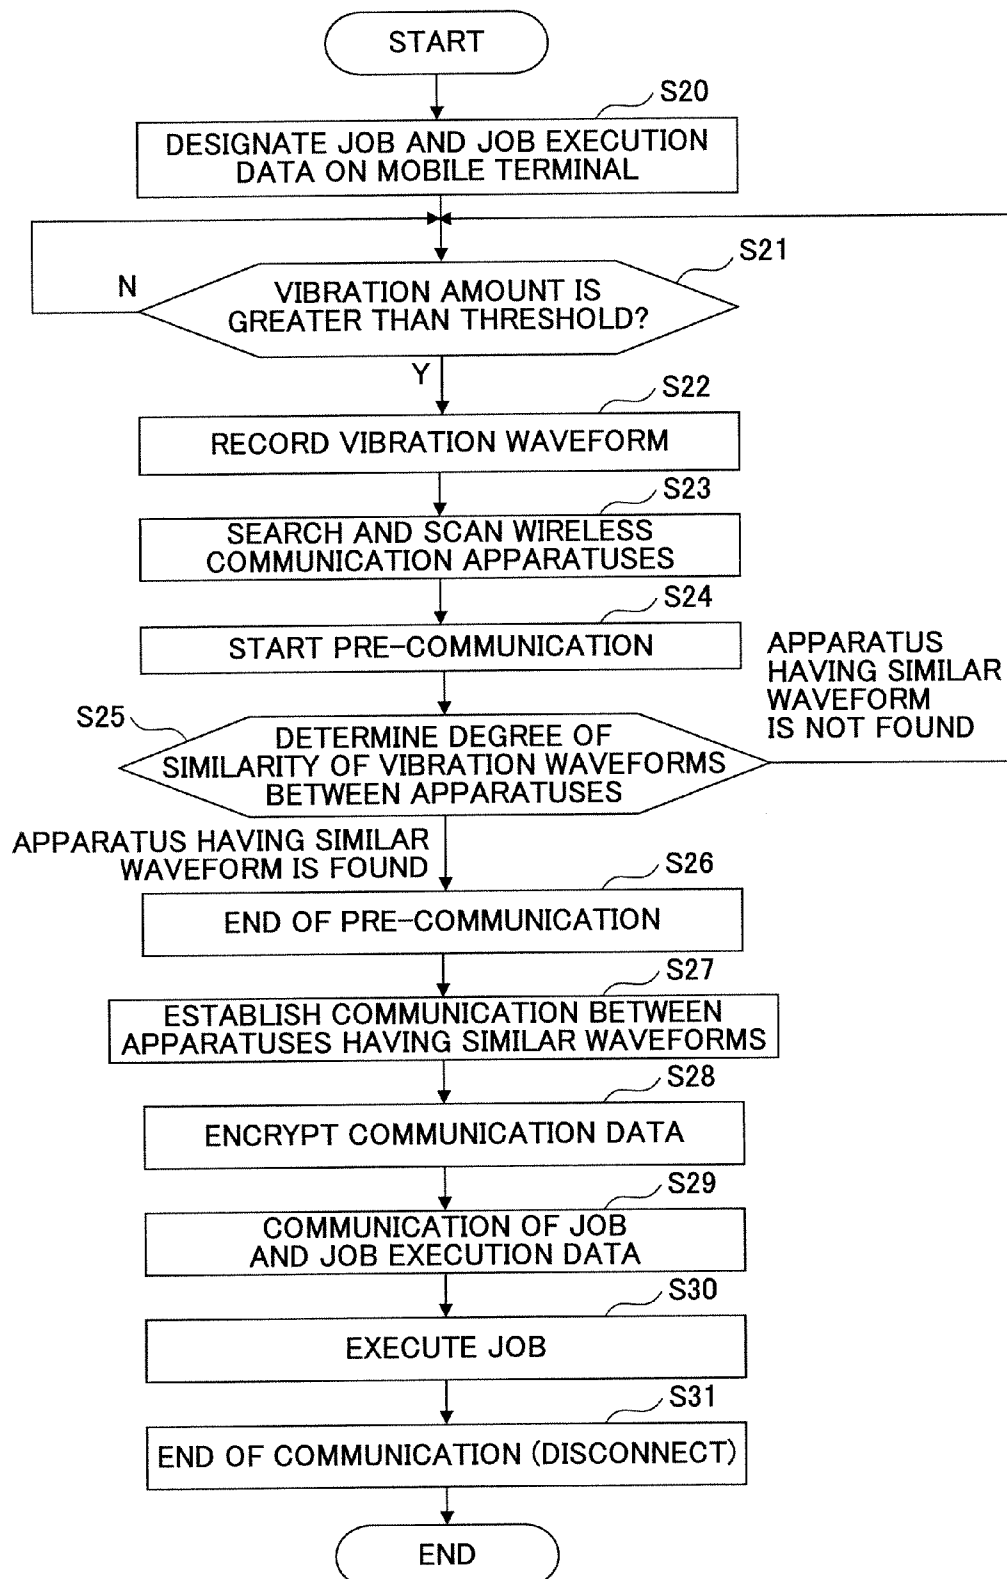 START
S20
DESIGNATE JOB AND JOB EXECUTION
DATA ON MOBILE TERMINAL
S21
N
VIBRATION AMOUNT IS
GREATER THAN THRESHOLD?
Y
S22
RECORD VIBRATION WAVEFORM
S23
SEARCH AND SCAN WIRELESS
COMMUNICATION APPARATUSES
S24
START PRE-COMMUNICATION
APPARATUS
HAVING SIMILAR
WAVEFORM
IS NOT FOUND
S25
DETERMINE DEGREE OF
SIMILARITY OF VIBRATION WAVEFORMS
BETWEEN APPARATUSES
APPARATUS HAVING SIMILAR
WAVEFORM IS FOUND
S26
END OF PRE-COMMUNICATION
S27
ESTABLISH COMMUNICATION BETWEEN
APPARATUSES HAVING SIMILAR WAVEFORMS
S28
ENCRYPT COMMUNICATION DATA
S29
COMMUNICATION OF JOB
AND JOB EXECUTION DATA
S30
EXECUTE JOB
S31
END OF COMMUNICATION (DISCONNECT)
END